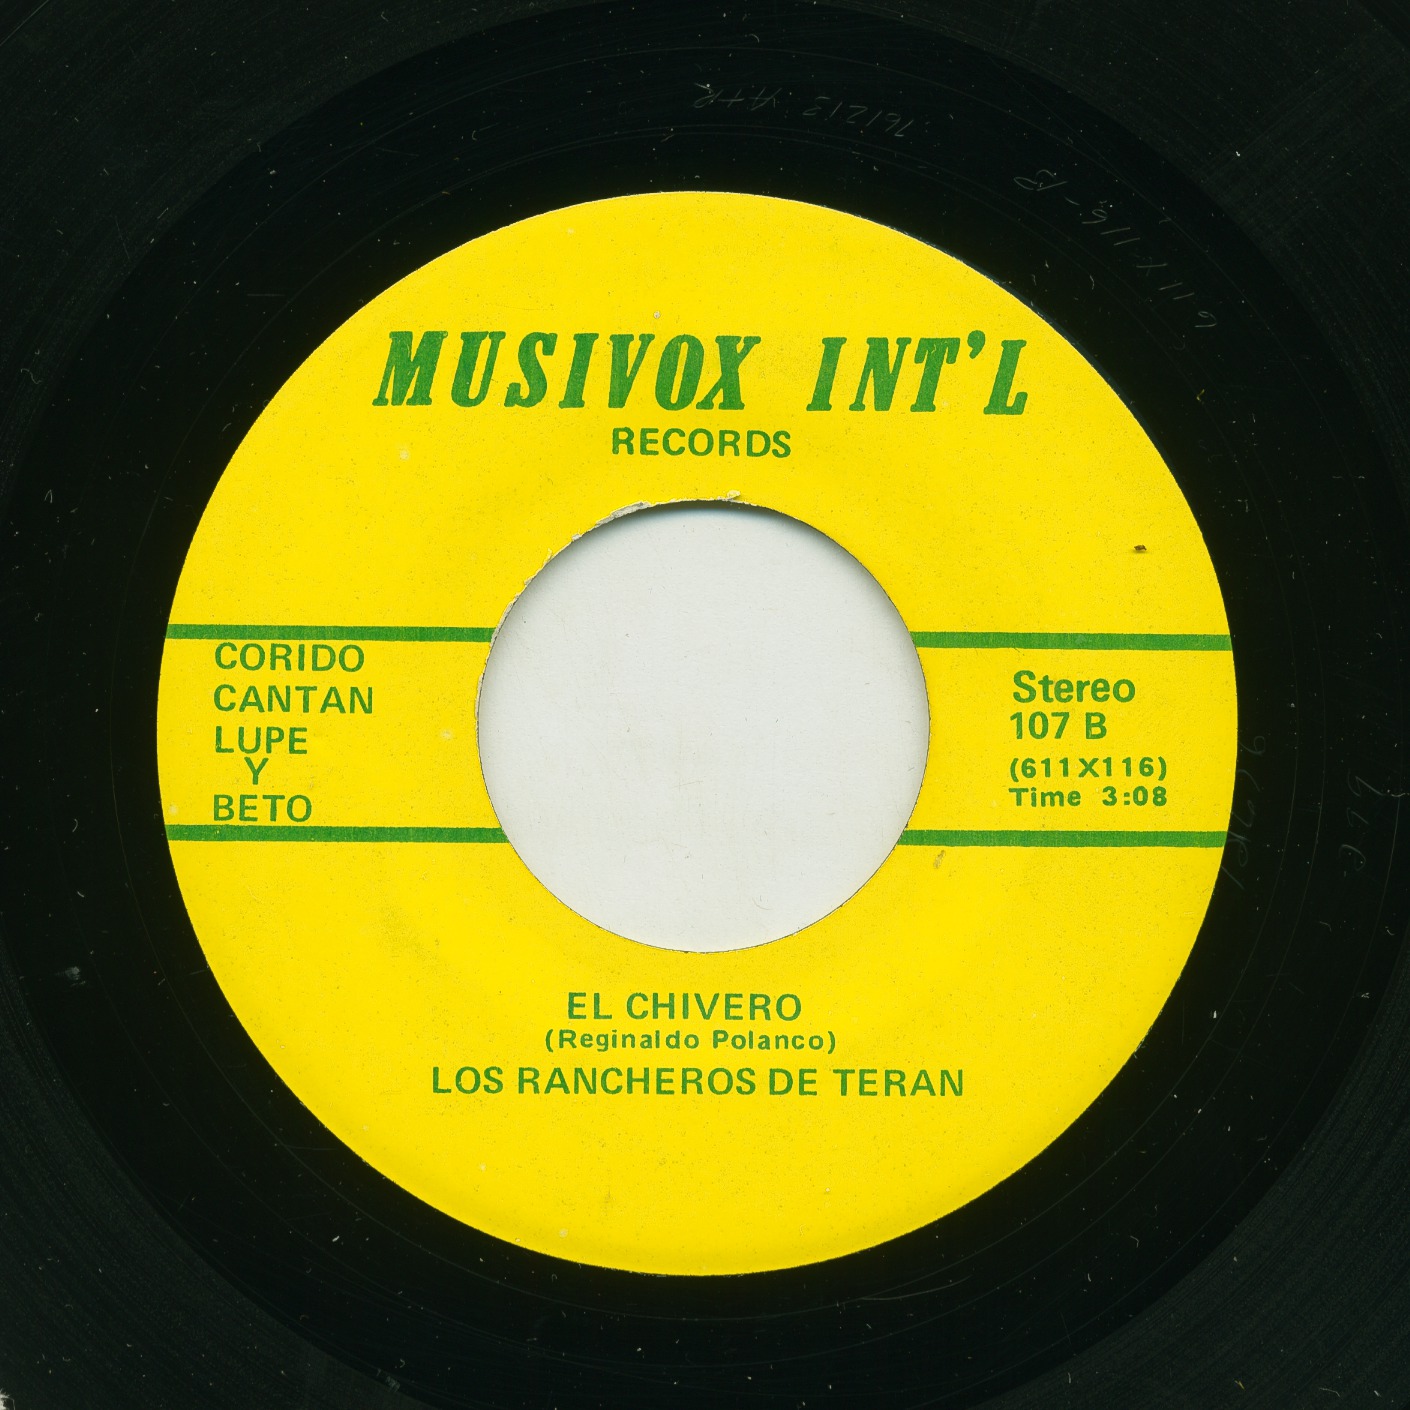 MUSIVOX INT'L
RECORDS
CORIDO
CANTAN
LUPE
Y
BETO
Stereo
107 B
(611X116)
Time 3:08
EL CHIVERO
(Reginaldo Polanco)
LOS RANCHEROS DE TERAN
611X116-B